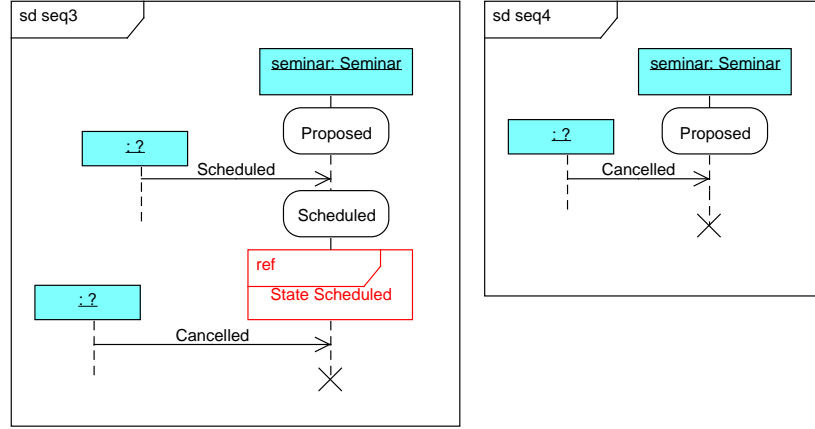 sd seq3
seminar: Seminar
Proposed
: ?
Scheduled
Scheduled
ref
State Scheduled
: ?
Cancelled
sd seq4
seminar: Seminar
: ?
Proposed
Cancelled